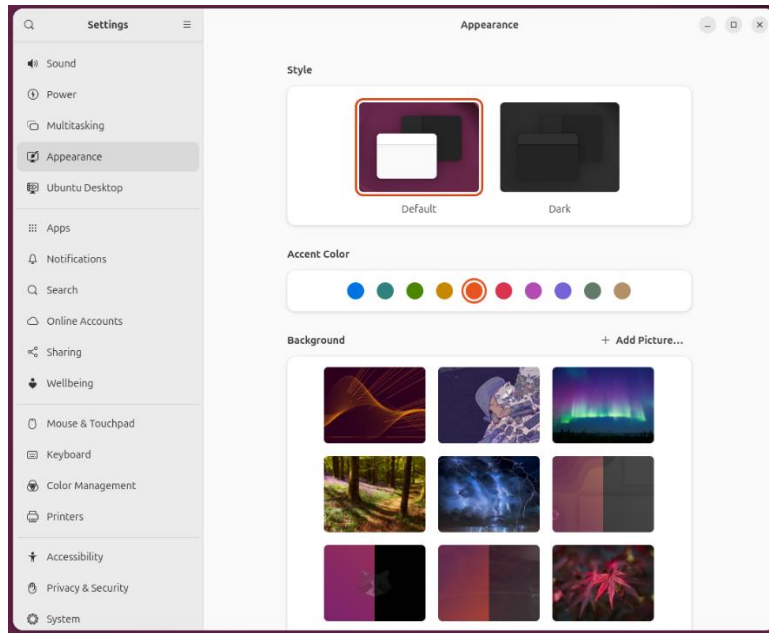 Settings
Appearance
Sound
Power
Multitasking
Appearance
Ubuntu Desktop
Apps
Notifications
Search
Online Accounts
Sharing
Wellbeing
Mouse & Touchpad
Keyboard
Color Management
Printers
Accessibility
Privacy & Security
System
Style
Default
Dark
Accent Color
Background
+ Add Picture...